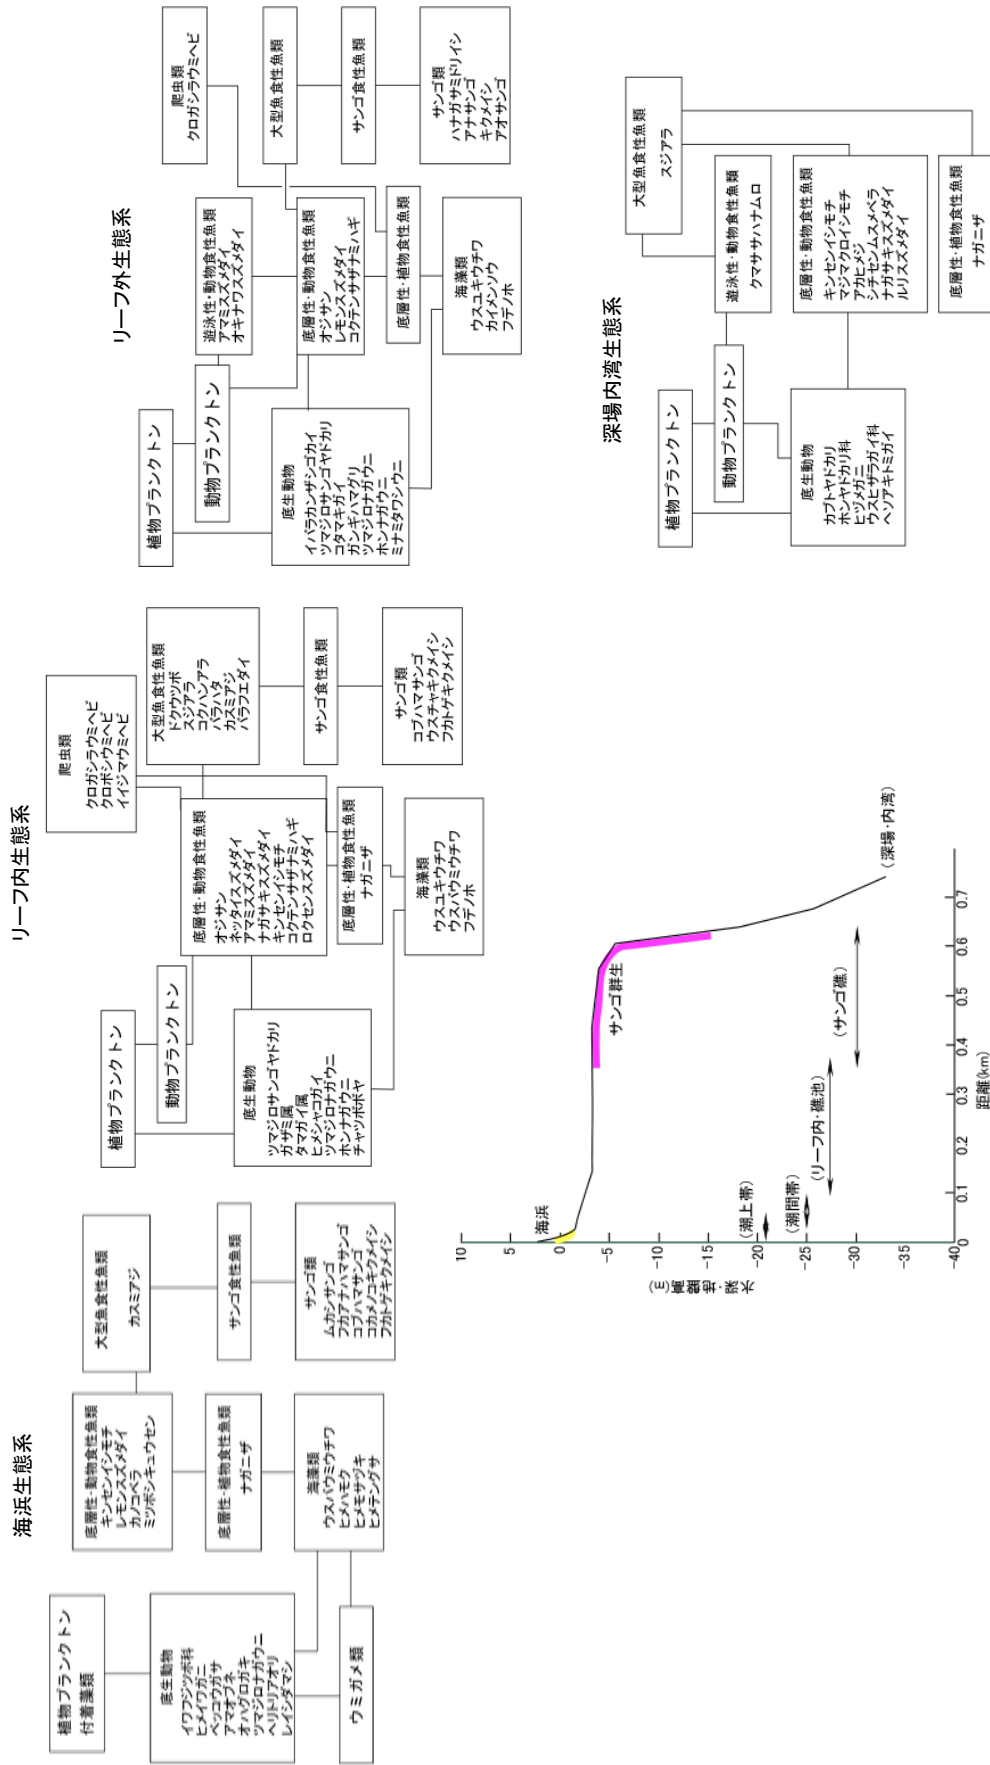 海浜生態系
植物プランクトン
付着藻類
底生動物
イワフジツボ科
ヒメイワガニ
ベッコウガサ
アマオブネ
オハグロガキ
ツマジロナガウニ
ヘリトリアオリ
レイシダマシ
ウミガメ類
底層性・動物食性魚類
キンセンイシモチ
レモンスズメダイ
カノコベラ
ミツボシキュウセン
底層性・植物食性魚類
ナガニザ
海藻類
ウスバウミウチワ
ヒメハモク
ヒメモサヅキ
ヒメテングサ
大型魚食性魚類
カスミアジ
サンゴ食性魚類
サンゴ類
ムカシサンゴ
フカアナハマサンゴ
コブハマサンゴ
コカメノコキクメイシ
フカトゲキクメイシ
リーフ内生態系
植物プランクトン
動物プランクトン
底生動物
ツマジロサンゴヤドカリ
ガザミ属
タマガイ属
ヒメシャコガイ
ツマジロナガウニ
ホンナガウニ
チャツボボヤ
爬虫類
クロガシラウミヘビ
クロボシウミヘビ
イイジマウミヘビ
底層性・動物食性魚類
オジサン
ネッタイスズメダイ
アマミスズメダイ
ナガサキスズメダイ
キンセンイシモチ
コクテンサザナミハギ
ロクセンスズメダイ
底層性・植物食性魚類
ナガニザ
海藻類
ウスユキウチワ
ウスバウミウチワ
フデノホ
大型魚食性魚類
ドクウツボ
スジアラ
コクハンアラ
バラハタ
カスミアジ
バラフエダイ
サンゴ食性魚類
サンゴ類
コブハマサンゴ
ウスチャキクメイシ
フカトゲキクメイシ
リーフ外生態系
植物プランクトン
動物プランクトン
底生動物
イバラカンザシゴカイ
ツマジロサンゴヤドカリ
コタマキガイ
ガンギハマグリ
ツマジロナガウニ
ホンナガウニ
ミナミタワシウニ
遊泳性・動物食性魚類
アマミスズメダイ
オキナワスズメダイ
底層性・動物食性魚類
オジサン
レモンスズメダイ
コクテンサザナミハギ
底層性・植物食性魚類
海藻類
ウスユキウチワ
カイメンソウ
フデノホ
爬虫類
クロガシラウミヘビ
大型魚食性魚類
サンゴ食性魚類
サンゴ類
ハナガサミドリイシ
アナサンゴ
キクメイシ
アオサンゴ
水深・地盤高(m)
10
5
0
-5
-10
-15
-20
-25
-30
-35
-40
海浜
サンゴ群生
(潮上帯)
(潮間帯)
(リーフ内・礁池)
(サンゴ礁)
(深場・内湾)
0
0.1
0.2
0.3
0.4
0.5
0.6
0.7
距離(km)
深場内湾生態系
植物プランクトン
動物プランクトン
底生動物
カブトヤドカリ
ホンヤドカリ科
ヒヅメガニ
ウスヒザラガイ科
ヘソアキトミガイ
大型魚食性魚類
スジアラ
遊泳性・動物食性魚類
クマササハナムロ
底層性・動物食性魚類
キンセンイシモチ
マジマクロイシモチ
アカヒメジ
シチセンムスメベラ
ナガサキスズメダイ
ルリスズメダイ
底層性・植物食性魚類
ナガニザ